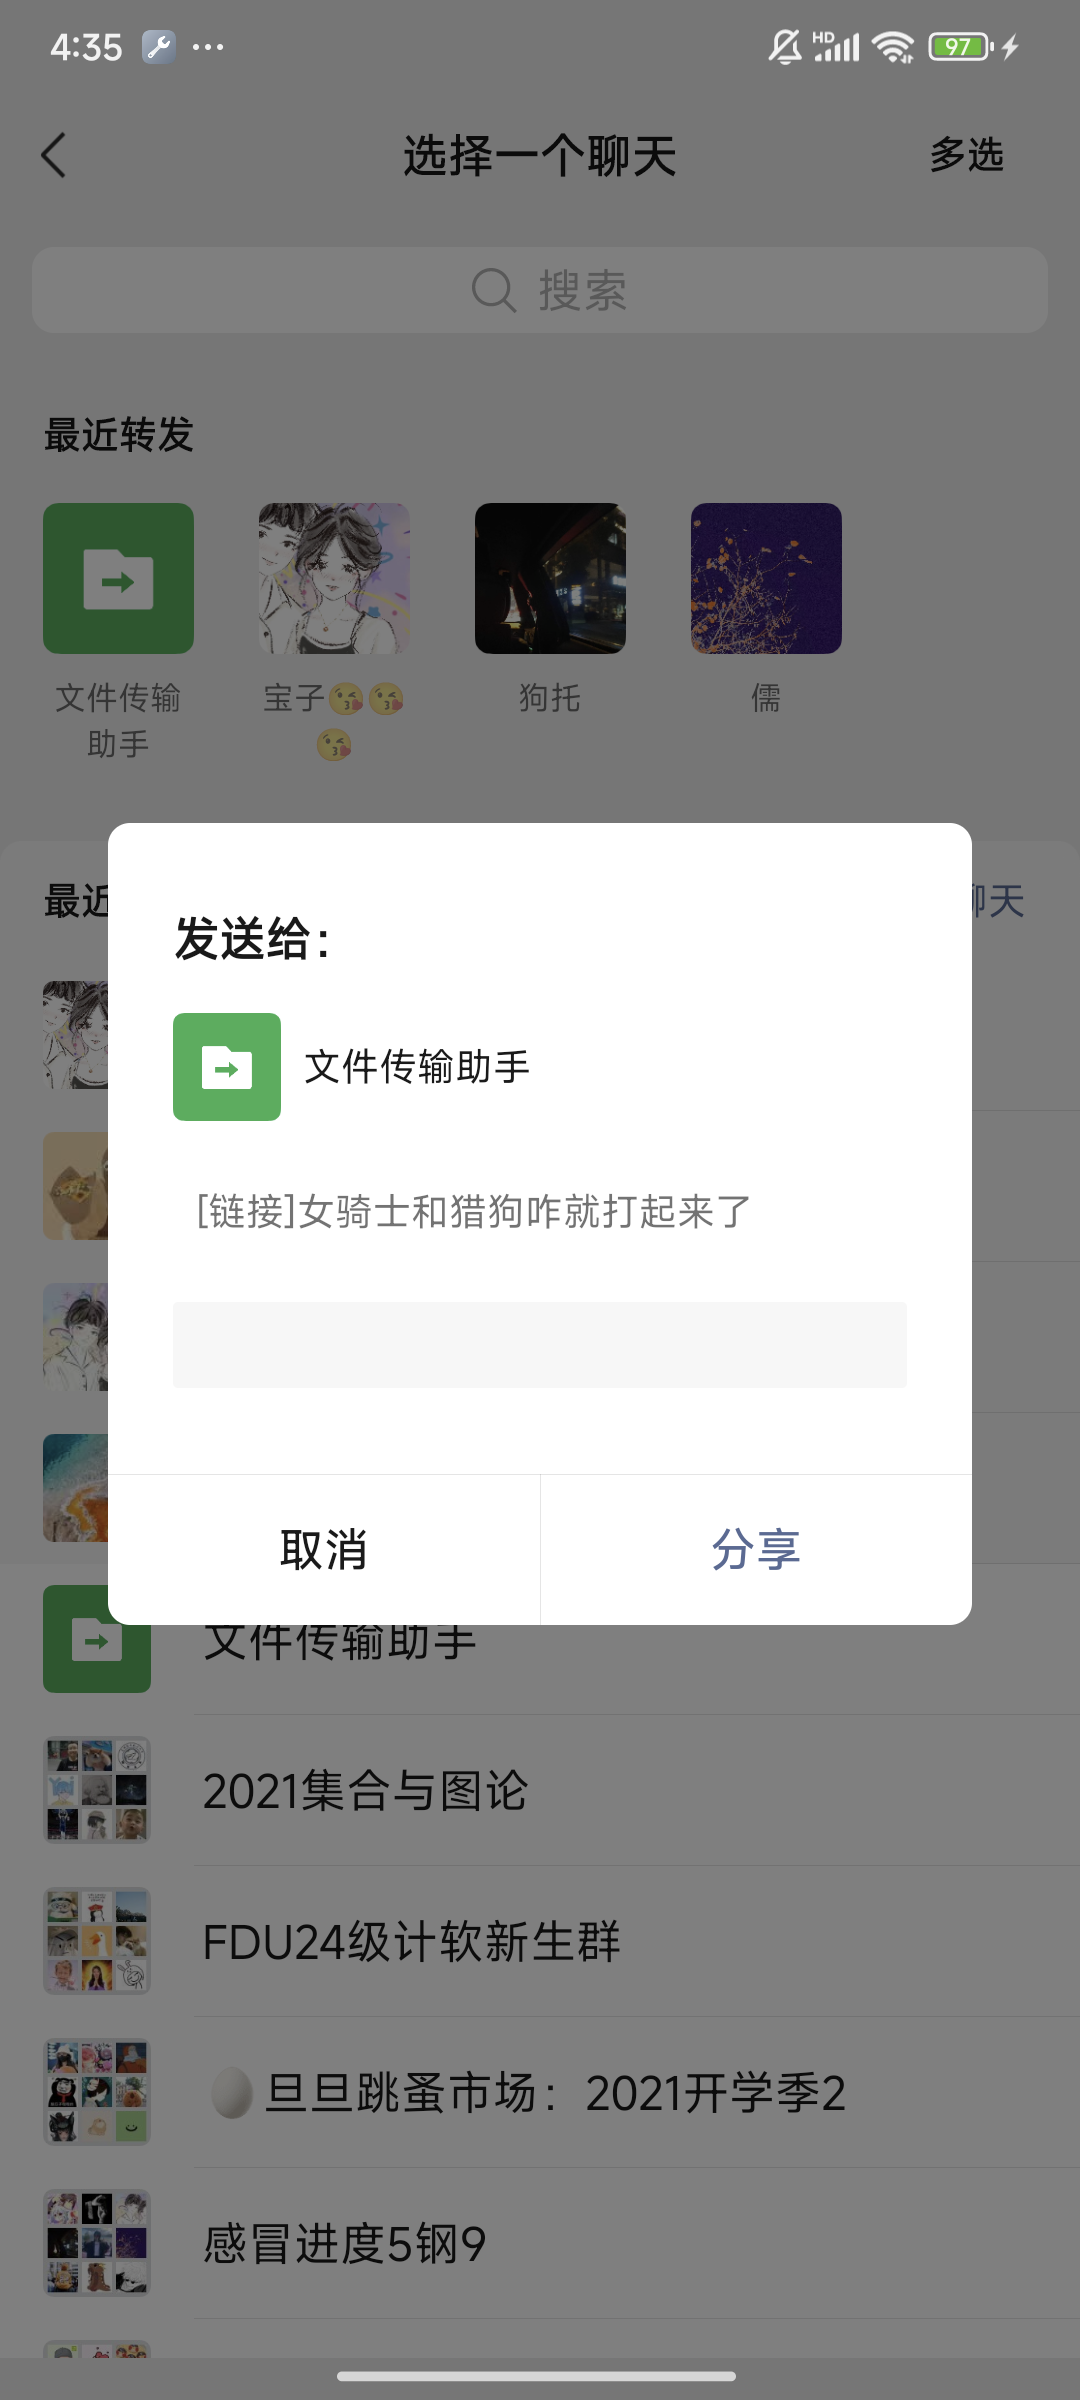 4:35
HD
97
选择一个聊天
多选
搜索
最近转发
文件传输
助手
宝子😘😘
😘
狗托
儒
最近
聊天
发送给：
文件传输助手
[链接]女骑士和猎狗咋就打起来了
取消
分享
文件传输助手
2021集合与图论
FDU24级计软新生群
🥚旦旦跳蚤市场：2021开学季2
感冒进度5钢9